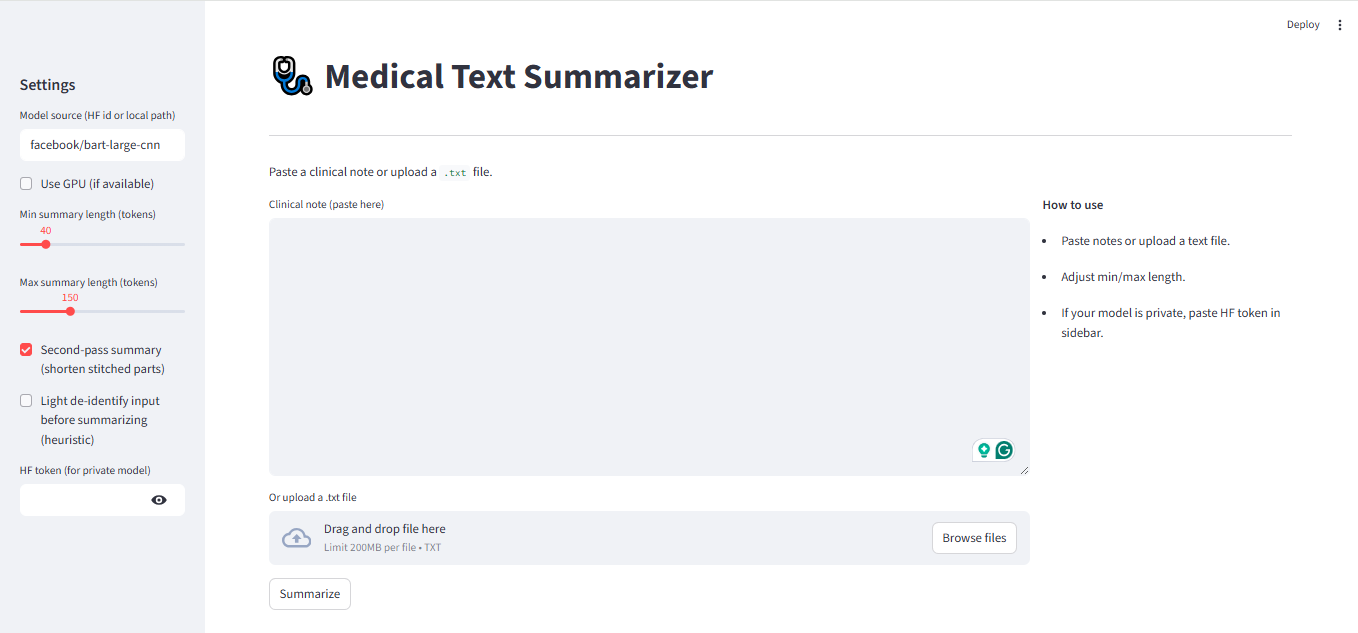 Deploy
Settings
Model source (HF id or local path)
facebook/bart-large-cnn
Use GPU (if available)
Min summary length (tokens)
40
Max summary length (tokens)
150
Second-pass summary
(shorten stitched parts)
Light de-identify input
before summarizing
(heuristic)
HF token (for private model)
Medical Text Summarizer
Paste a clinical note or upload a .txt file.
Clinical note (paste here)
Or upload a .txt file
Drag and drop file here
Limit 200MB per file • TXT
Browse files
Summarize
How to use
Paste notes or upload a text file.
Adjust min/max length.
If your model is private, paste HF token in
sidebar.